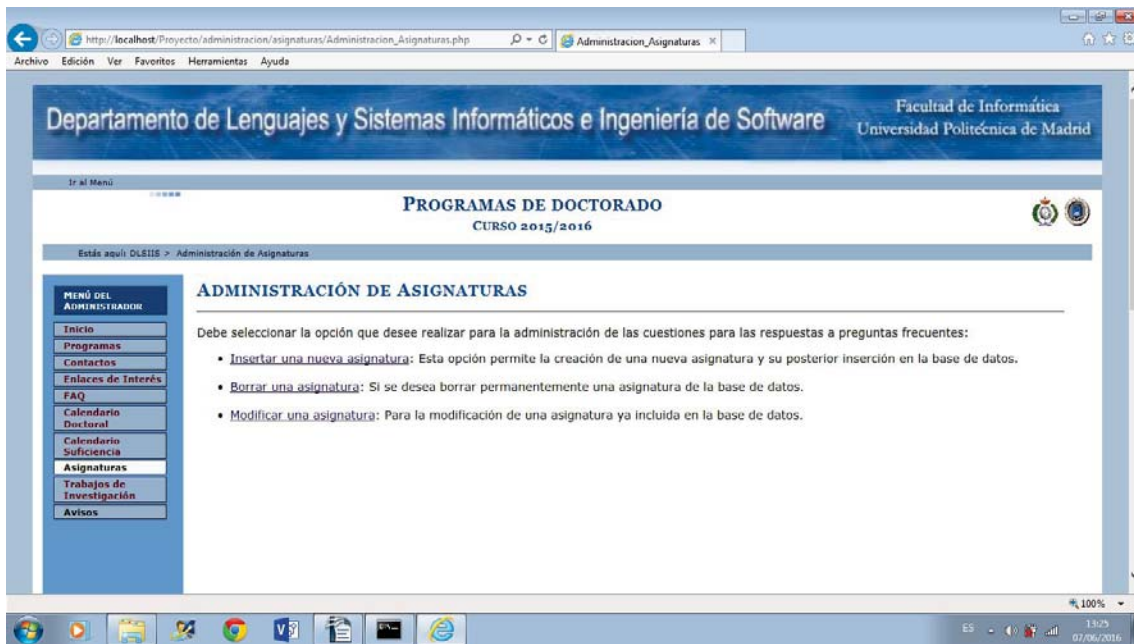 http://localhost/Proyecto/administracion/asignaturas/Administracion_Asignaturas.php
Administracion_Asignaturas
Archivo Edición Ver Favoritos Herramientas Ayuda
Departamento de Lenguajes y Sistemas Informáticos e Ingeniería de Software
Facultad de Informática
Universidad Politécnica de Madrid
Ir al Menú
PROGRAMAS DE DOCTORADO
CURSO 2015/2016
Estás aquí: DLSIIS > Administración de Asignaturas
MENÚ DEL
ADMINISTRADOR
Inicio
Programas
Contactos
Enlaces de Interés
FAQ
Calendario
Doctoral
Calendario
Suficiencia
Asignaturas
Trabajos de
Investigación
Avisos
ADMINISTRACIÓN DE ASIGNATURAS
Debe seleccionar la opción que desee realizar para la administración de las cuestiones para las respuestas a preguntas frecuentes:
• Insertar una nueva asignatura: Esta opción permite la creación de una nueva asignatura y su posterior inserción en la base de datos.
• Borrar una asignatura: Si se desea borrar permanentemente una asignatura de la base de datos.
• Modificar una asignatura: Para la modificación de una asignatura ya incluida en la base de datos.
100%
ES
13:25
07/06/2016